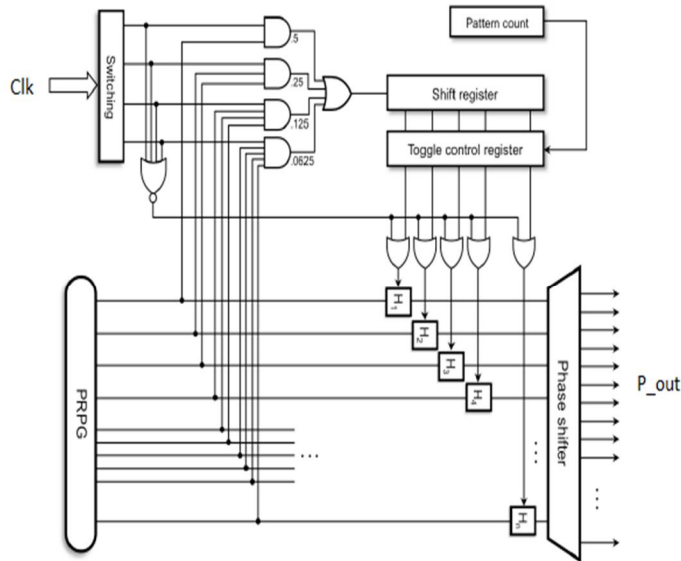 Pattern count
Clk
Switching
.5
.25
.125
.0625
Shift register
Toggle control register
H1
H2
H3
H4
Hn
PRPG
Phase shifter
P_out
...
...
...